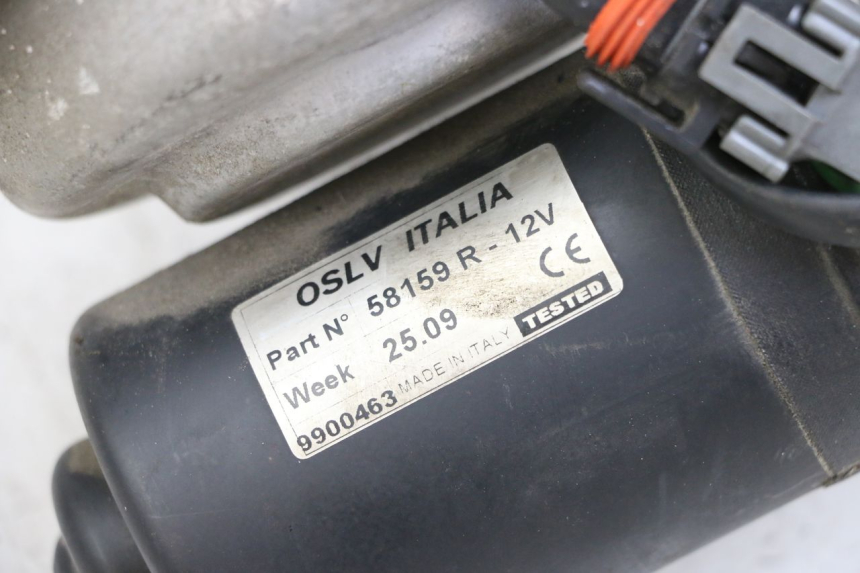 OSLV ITALIA
Part N° 58159 R - 12V
Week 25.09 CE
9900463 MADE IN ITALY TESTED